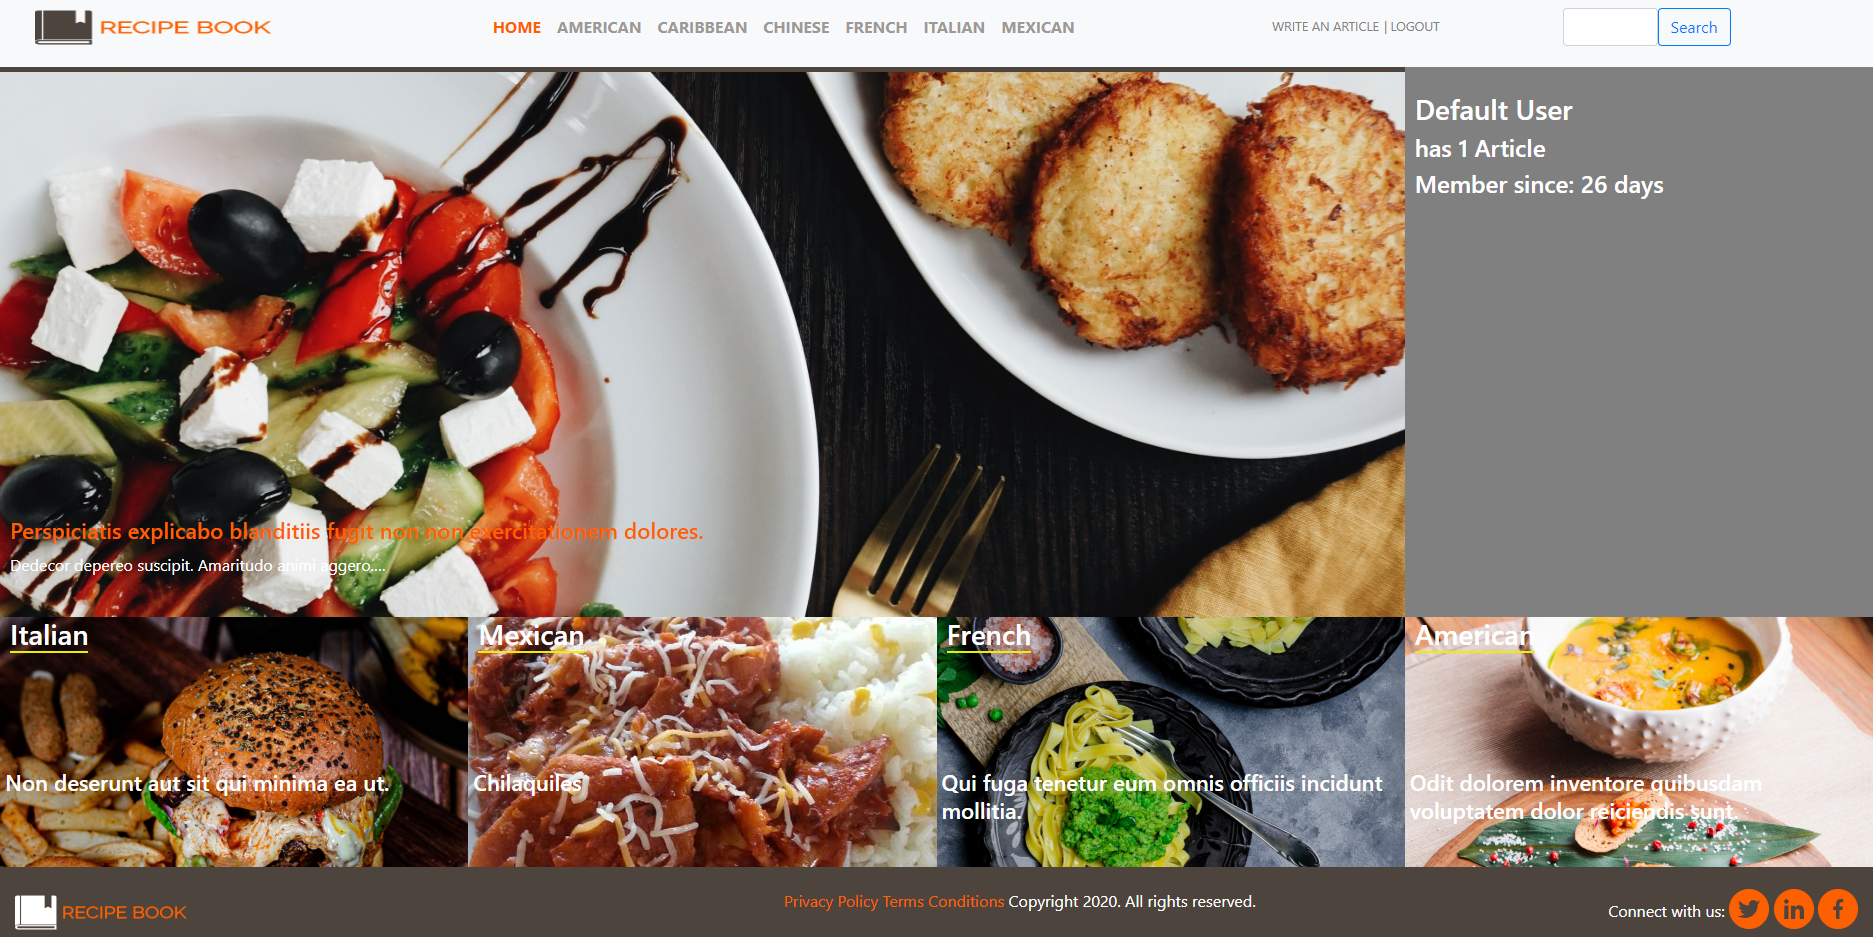 RECIPE BOOK
HOME AMERICAN CARIBBEAN CHINESE FRENCH ITALIAN MEXICAN
WRITE AN ARTICLE | LOGOUT
Search
Default User
has 1 Article
Member since: 26 days
Perspiciatis explicabo blanditiis fugit non non exercitationem dolores.
Dedecor depereo suscipit. Amaritudo animi aggero,...
Italian
Non deserunt aut sit qui minima ea ut.
Mexican
Chilaquiles
French
Qui fuga tenetur eum omnis officiis incidunt
mollitia.
American
Odit dolorem inventore quibusdam
voluptatem dolor reiciendis sunt.
RECIPE BOOK
Privacy Policy Terms Conditions Copyright 2020. All rights reserved.
Connect with us: